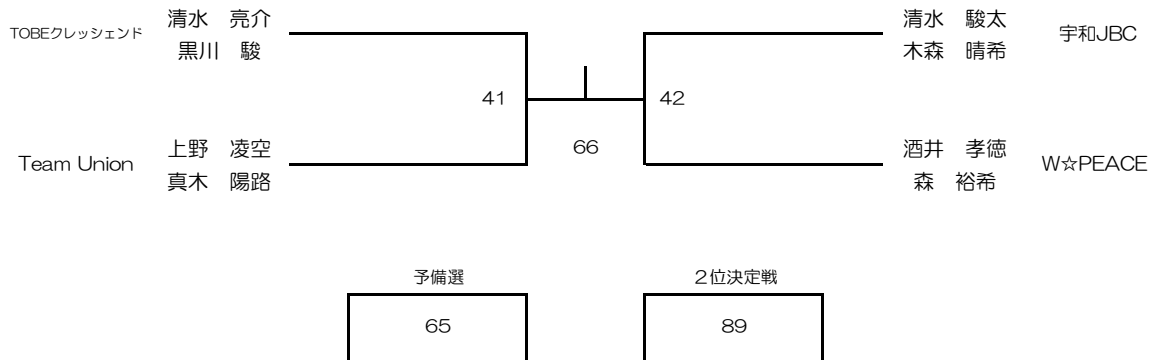 TOBEクレッシェンド
清水　亮介
黒川　駿
清水　駿太
木森　晴希
宇和JBC
41
42
66
Team Union
上野　凌空
真木　陽路
酒井　孝徳
森　裕希
W☆PEACE
予備選
2位決定戦
65
89